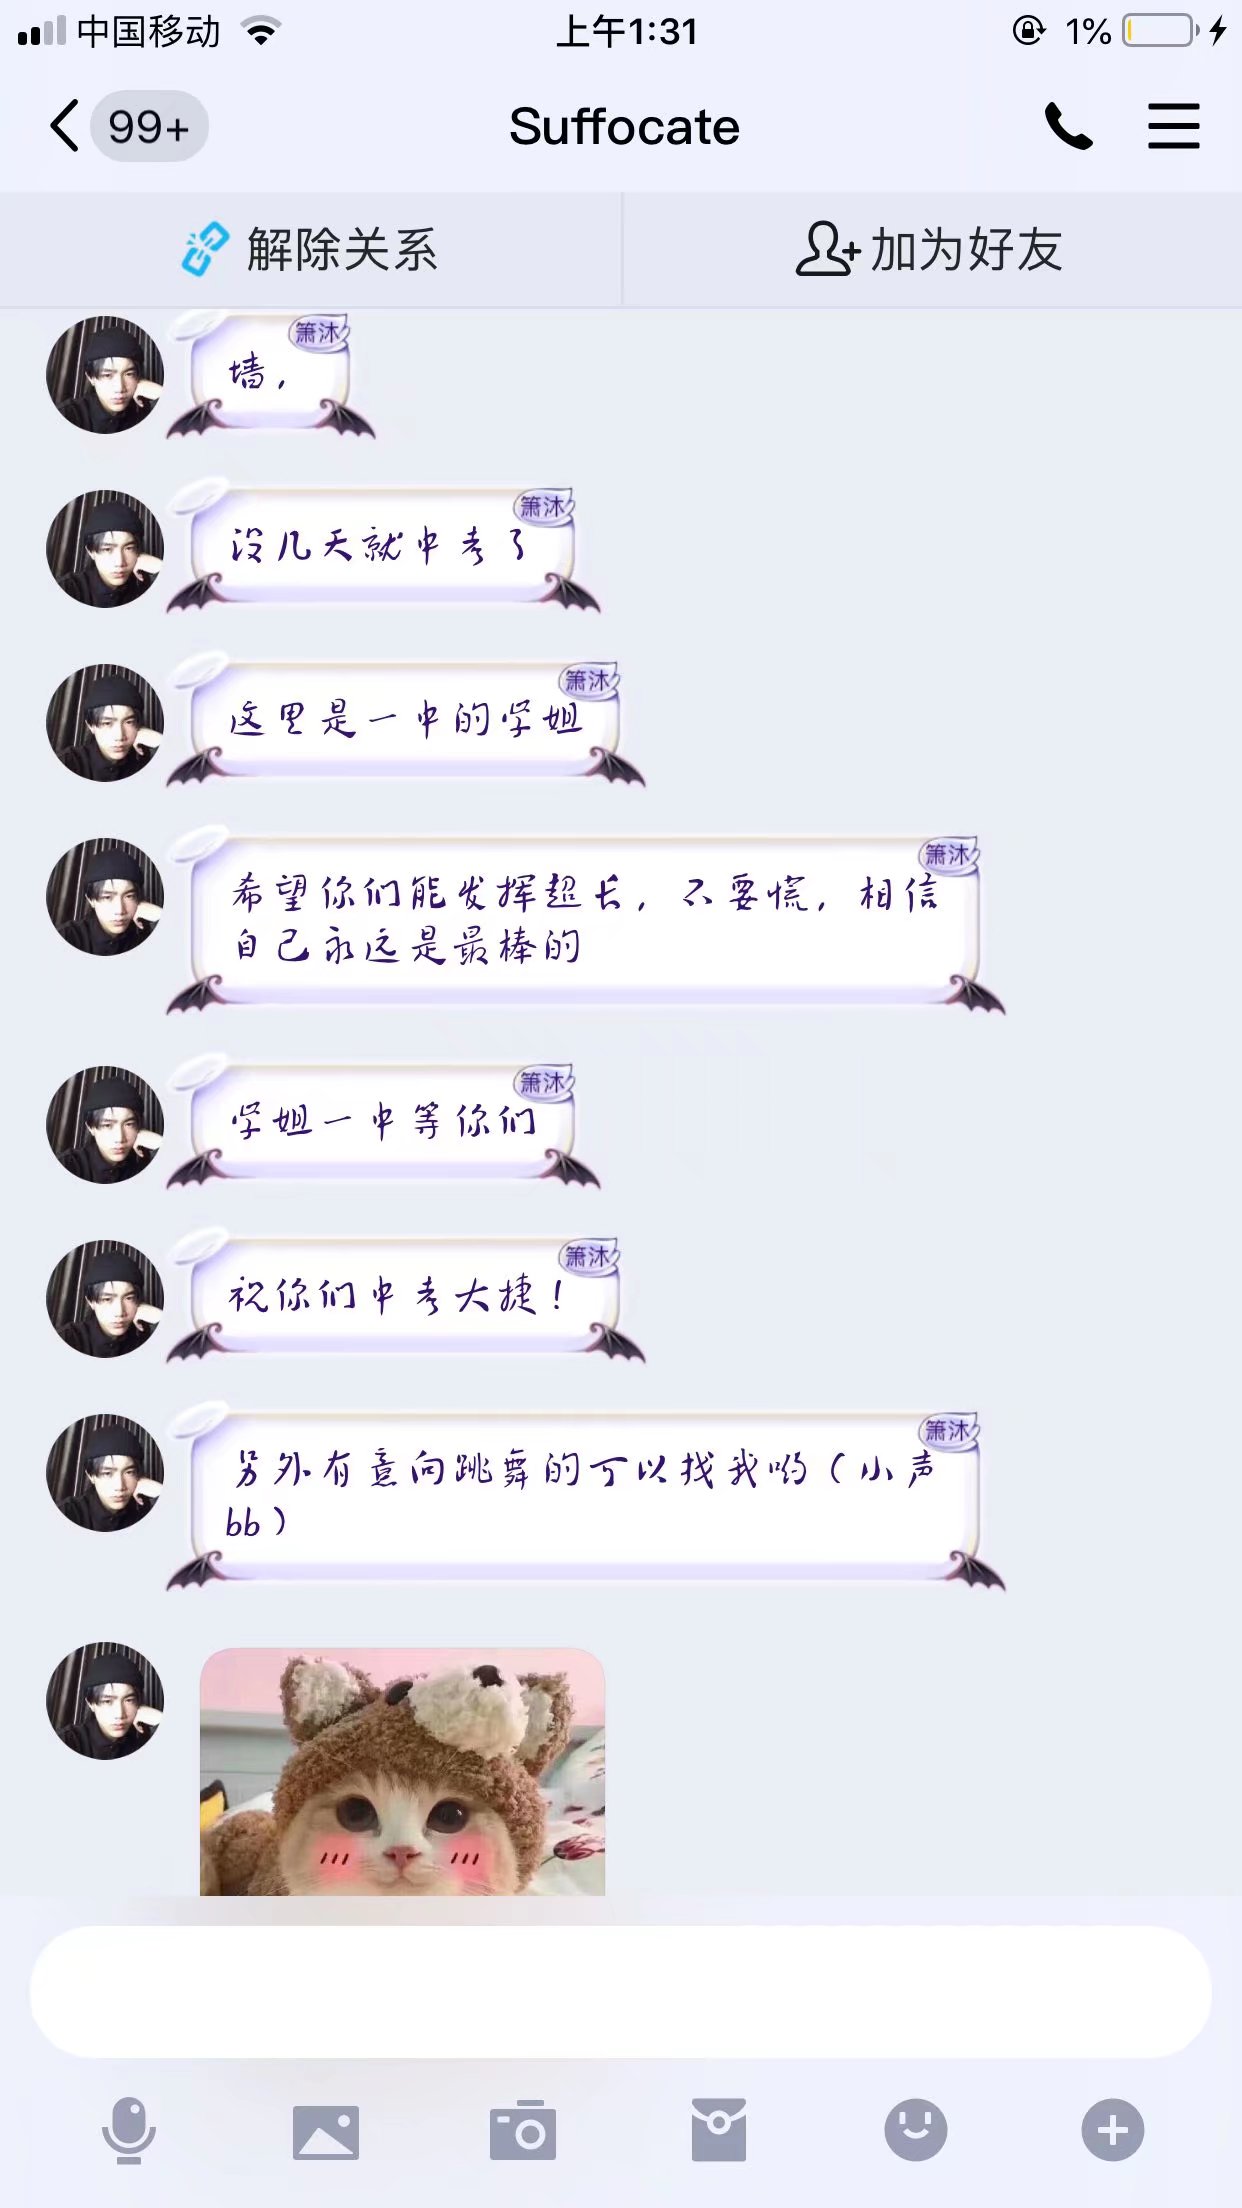 中国移动
上午1:31
1%
99+
Suffocate
解除关系
加为好友
箫沐
墙，
箫沐
没几天就中考了
箫沐
这里是一中的学姐
箫沐
希望你们能发挥超长，不要慌，相信
自己永远是最棒的
箫沐
学姐一中等你们
箫沐
祝你们中考大捷！
箫沐
另外有意向跳舞的可以找我哟（小声
bb）